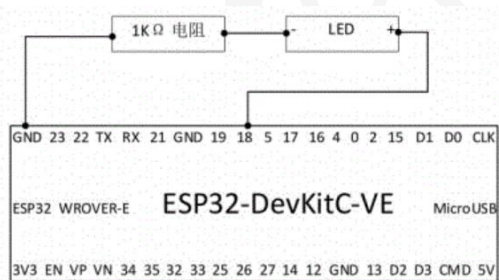 1KΩ 电阻
- LED +
GND 23 22 TX RX 21 GND 19 18 5 17 16 4 0 2 15 D1 D0 CLK
ESP32 WROVER-E ESP32-DevKitC-VE MicroUSB
3V3 EN VP VN 34 35 32 33 25 26 27 14 12 GND 13 D2 D3 CMD 5V